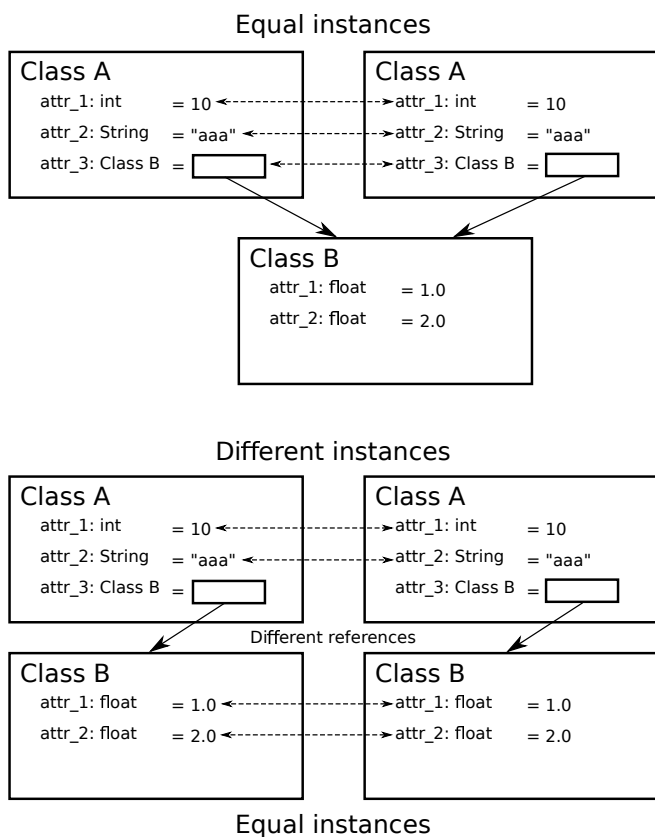 Equal instances
Class A
attr_1: int = 10
attr_2: String = "aaa"
attr_3: Class B =
Class A
attr_1: int = 10
attr_2: String = "aaa"
attr_3: Class B =
Class B
attr_1: float = 1.0
attr_2: float = 2.0
Different instances
Class A
attr_1: int = 10
attr_2: String = "aaa"
attr_3: Class B =
Class A
attr_1: int = 10
attr_2: String = "aaa"
attr_3: Class B =
Different references
Class B
attr_1: float = 1.0
attr_2: float = 2.0
Class B
attr_1: float = 1.0
attr_2: float = 2.0
Equal instances